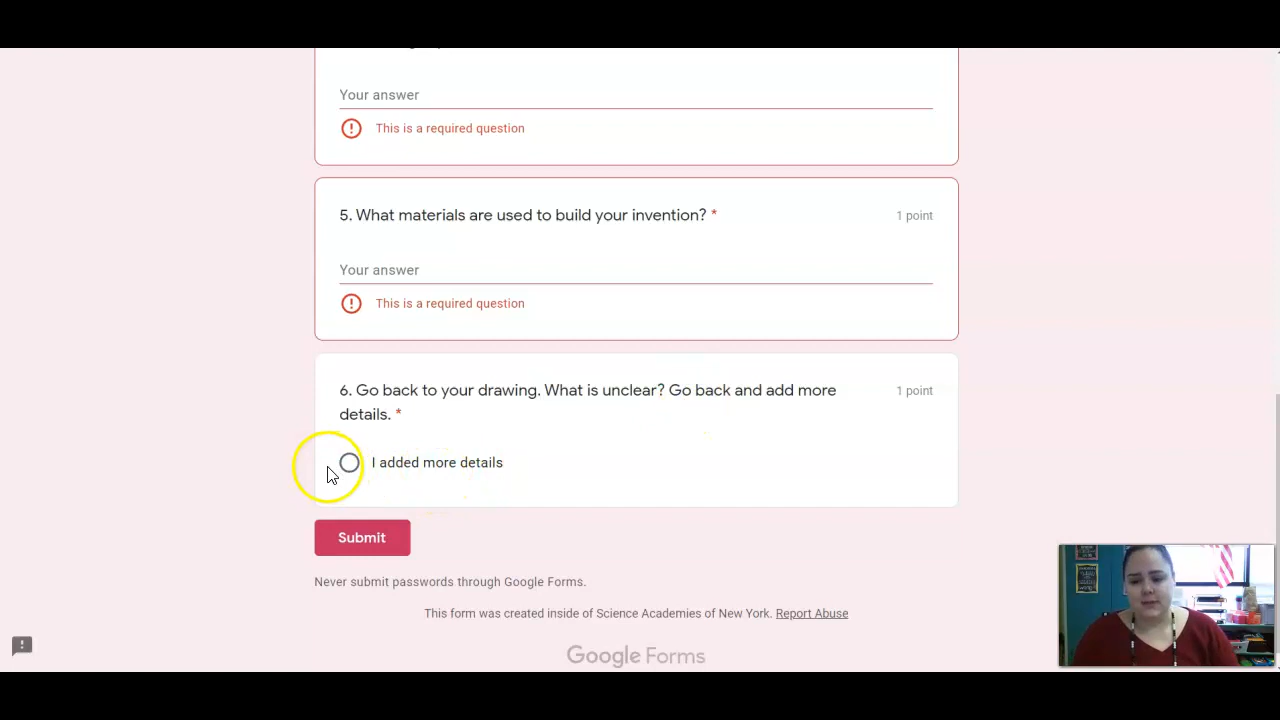 Your answer
This is a required question
5. What materials are used to build your invention? *
1 point
Your answer
This is a required question
6. Go back to your drawing. What is unclear? Go back and add more
details. *
1 point
I added more details
Submit
Never submit passwords through Google Forms.
This form was created inside of Science Academies of New York. Report Abuse
Google Forms